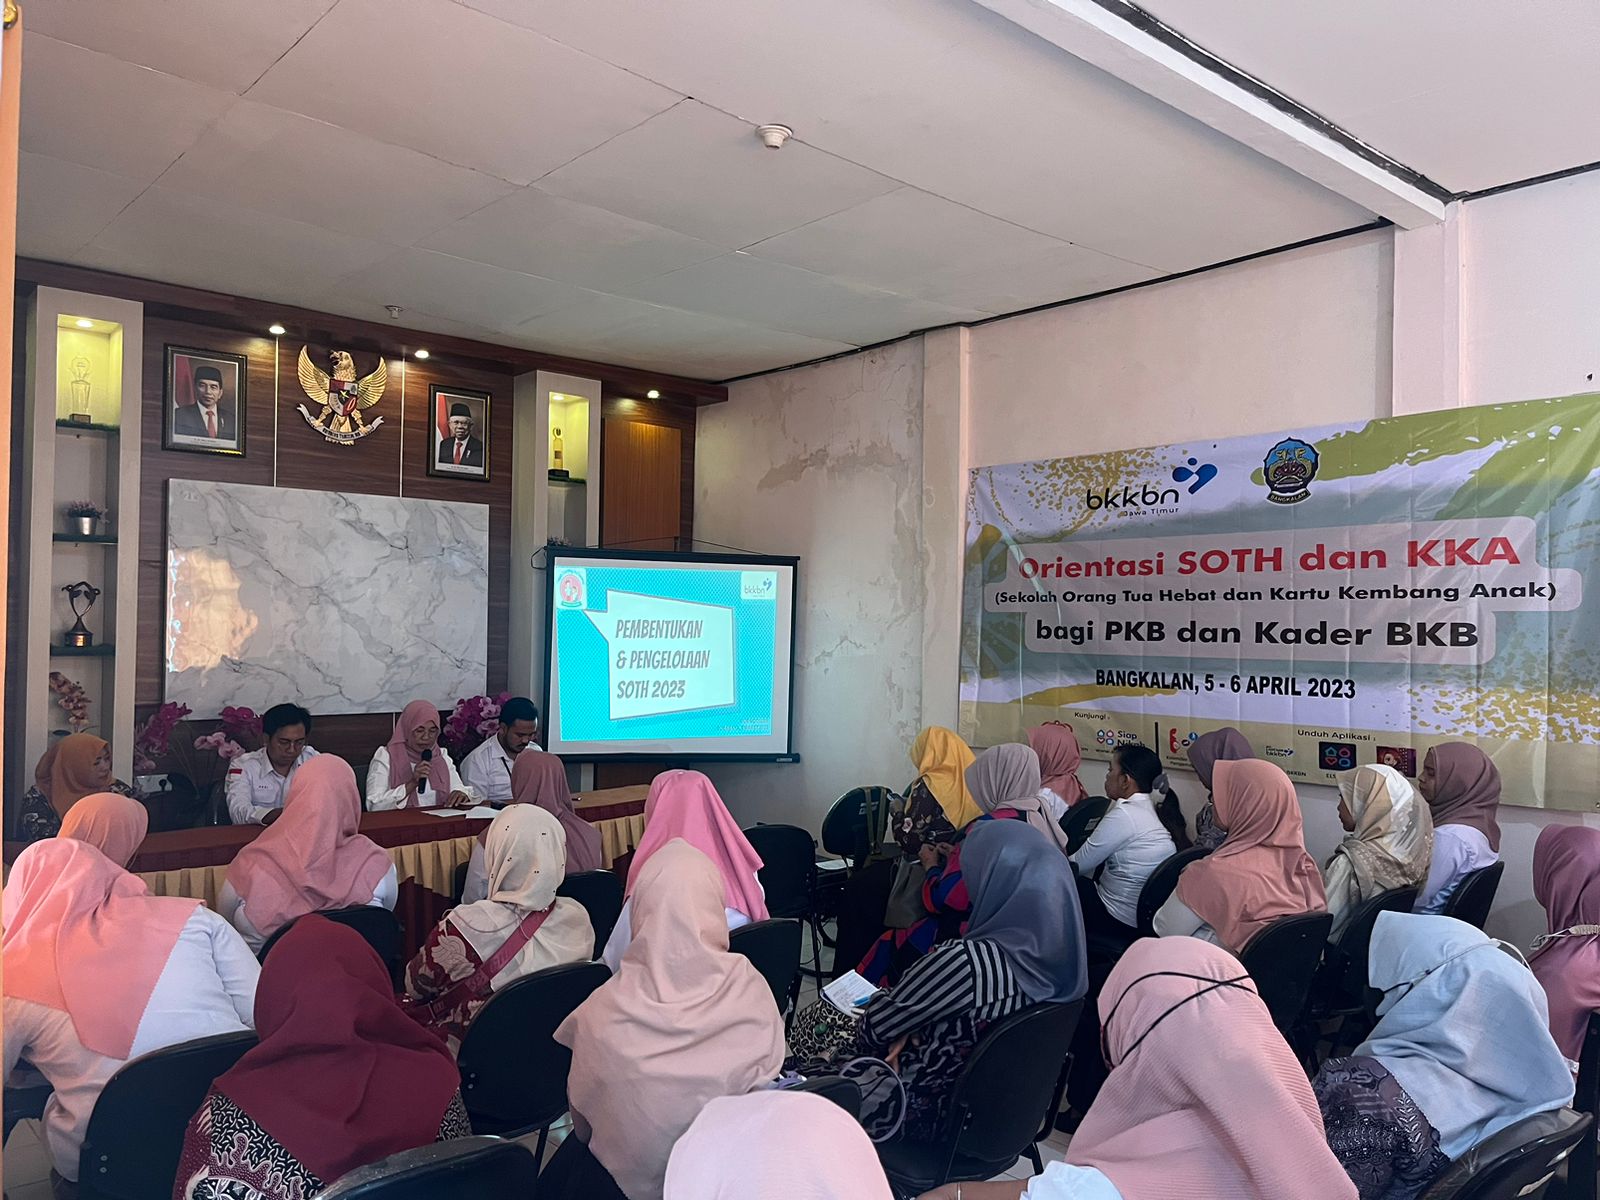 bkkbn
PEMBENTUKAN
& PENGELOLAAN
SOTH 2023
bkkbn
Jawa Timur
BANGKALAN
Orientasi SOTH dan KKA
(Sekolah Orang Tua Hebat dan Kartu Kembang Anak)
bagi PKB dan Kader BKB
BANGKALAN, 5 - 6 APRIL 2023
Kunjungi :
Unduh Aplikasi :
Siap
Nikah